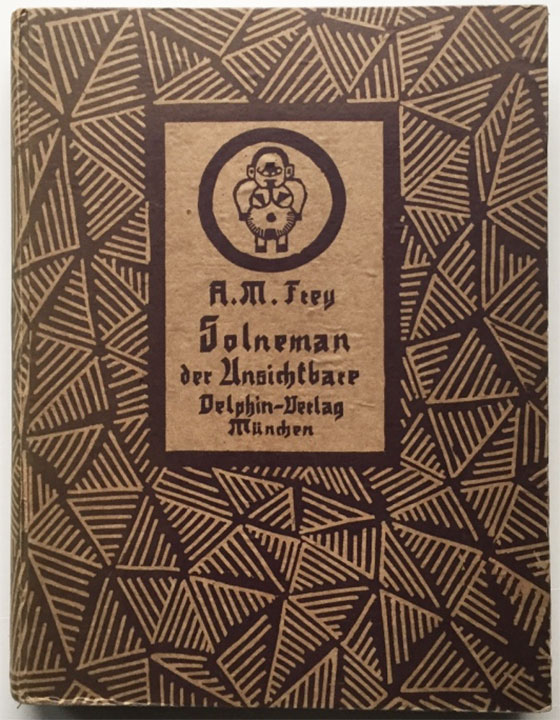 A. M. Frey
Solneman
der Unsichtbare
Delphin-Verlag
München